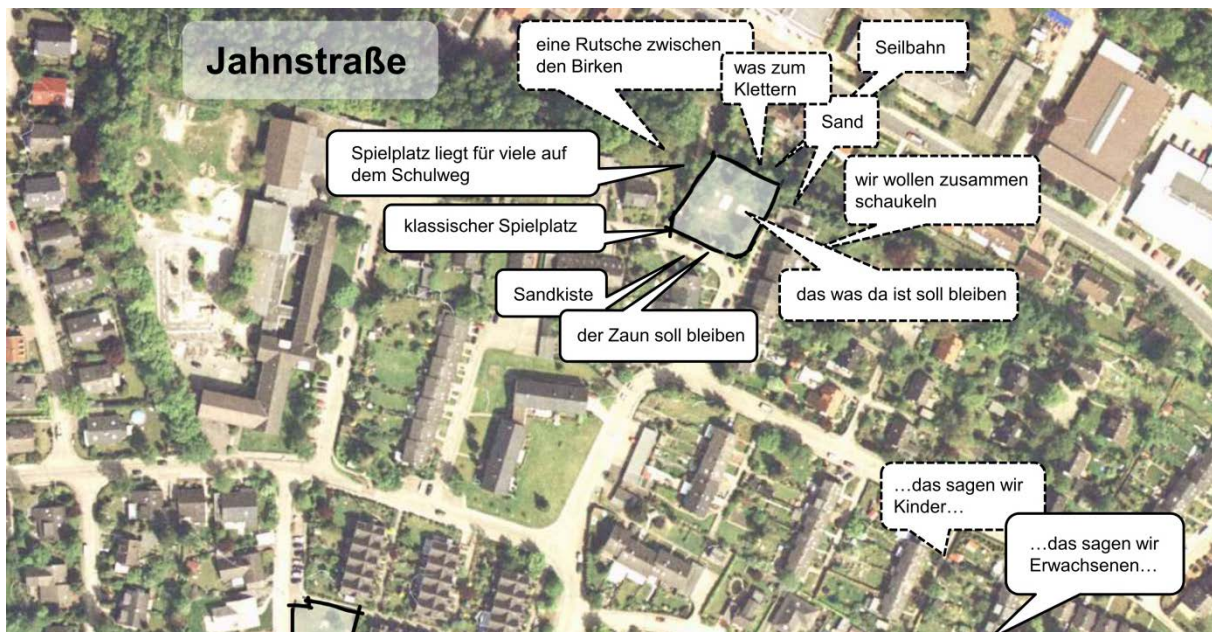 Jahnstraße
eine Rutsche zwischen
den Birken
was zum
Klettern
Seilbahn
Sand
Spielplatz liegt für viele auf
dem Schulweg
wir wollen zusammen
schaukeln
klassischer Spielplatz
Sandkiste
das was da ist soll bleiben
der Zaun soll bleiben
...das sagen wir
Kinder...
...das sagen wir
Erwachsenen...